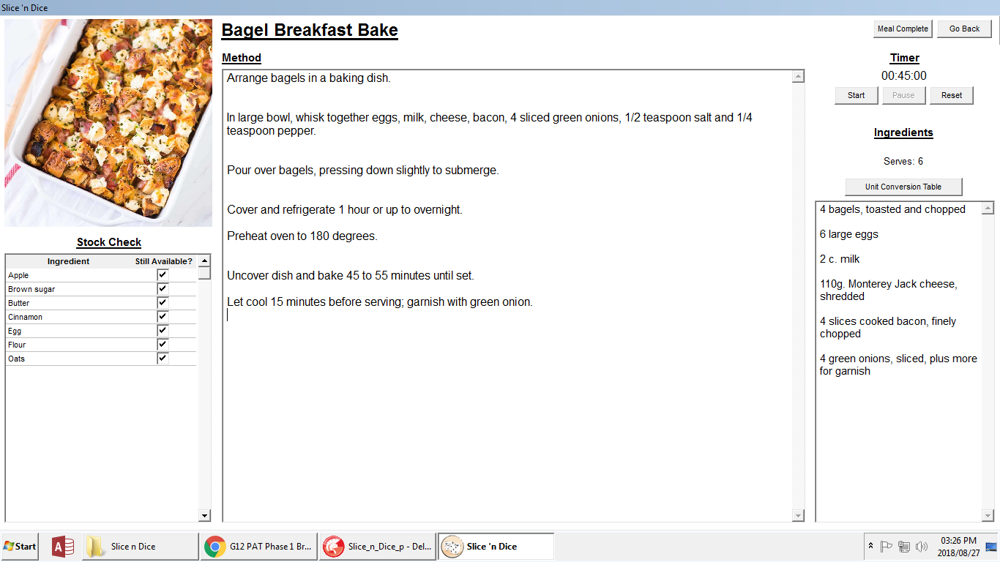 Slice 'n Dice
Bagel Breakfast Bake
Meal Complete
Go Back
Method
Arrange bagels in a baking dish.
In large bowl, whisk together eggs, milk, cheese, bacon, 4 sliced green onions, 1/2 teaspoon salt and 1/4
teaspoon pepper.
Pour over bagels, pressing down slightly to submerge.
Cover and refrigerate 1 hour or up to overnight.
Preheat oven to 180 degrees.
Uncover dish and bake 45 to 55 minutes until set.
Let cool 15 minutes before serving; garnish with green onion.
Timer
00:45:00
Start
Pause
Reset
Ingredients
Serves: 6
Unit Conversion Table
4 bagels, toasted and chopped
6 large eggs
2 c. milk
110g. Monterey Jack cheese,
shredded
4 slices cooked bacon, finely
chopped
4 green onions, sliced, plus more
for garnish
Stock Check
Ingredient Still Available?
Apple
Brown sugar
Butter
Cinnamon
Egg
Flour
Oats
Start
Slice n Dice
G12 PAT Phase 1 Br...
Slice_n_Dice_p - Del...
Slice 'n Dice
03:26 PM
2018/08/27